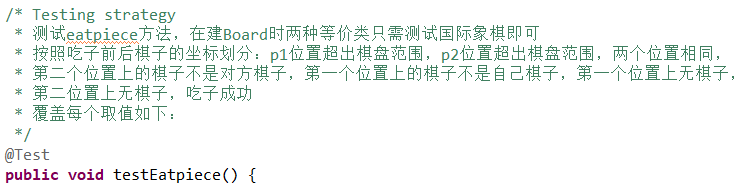 /* Testing strategy
* 测试eatpiece方法，在建Board时两种等价类只需测试国际象棋即可
* 按照吃子前后棋子的坐标划分：p1位置超出棋盘范围，p2位置超出棋盘范围，两个位置相同，
* 第二个位置上的棋子不是对方棋子，第一个位置上的棋子不是自己棋子，第一个位置上无棋子，
* 第二位置上无棋子，吃子成功
* 覆盖每个取值如下：
*/
@Test
public void testEatpiece() {